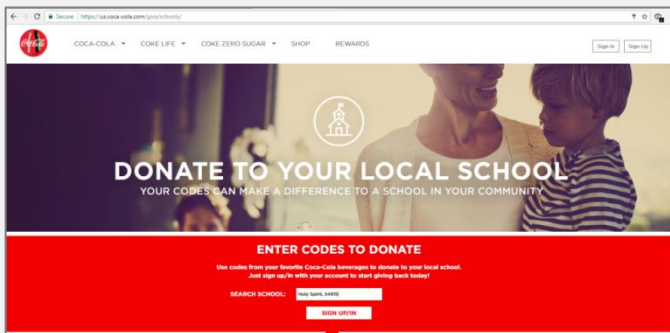 Secure https://us.coca-cola.com/give/schools/
Coca-Cola
COCA-COLA COKE LIFE COKE ZERO SUGAR SHOP REWARDS
Sign In Sign Up
DONATE TO YOUR LOCAL SCHOOL
YOUR CODES CAN MAKE A DIFFERENCE TO A SCHOOL IN YOUR COMMUNITY
ENTER CODES TO DONATE
Use codes from your favorite Coca-Cola beverages to donate to your local school.
Just sign up/in with your account to start giving back today!
SEARCH SCHOOL: Holy Spirit,
SIGN UP/IN